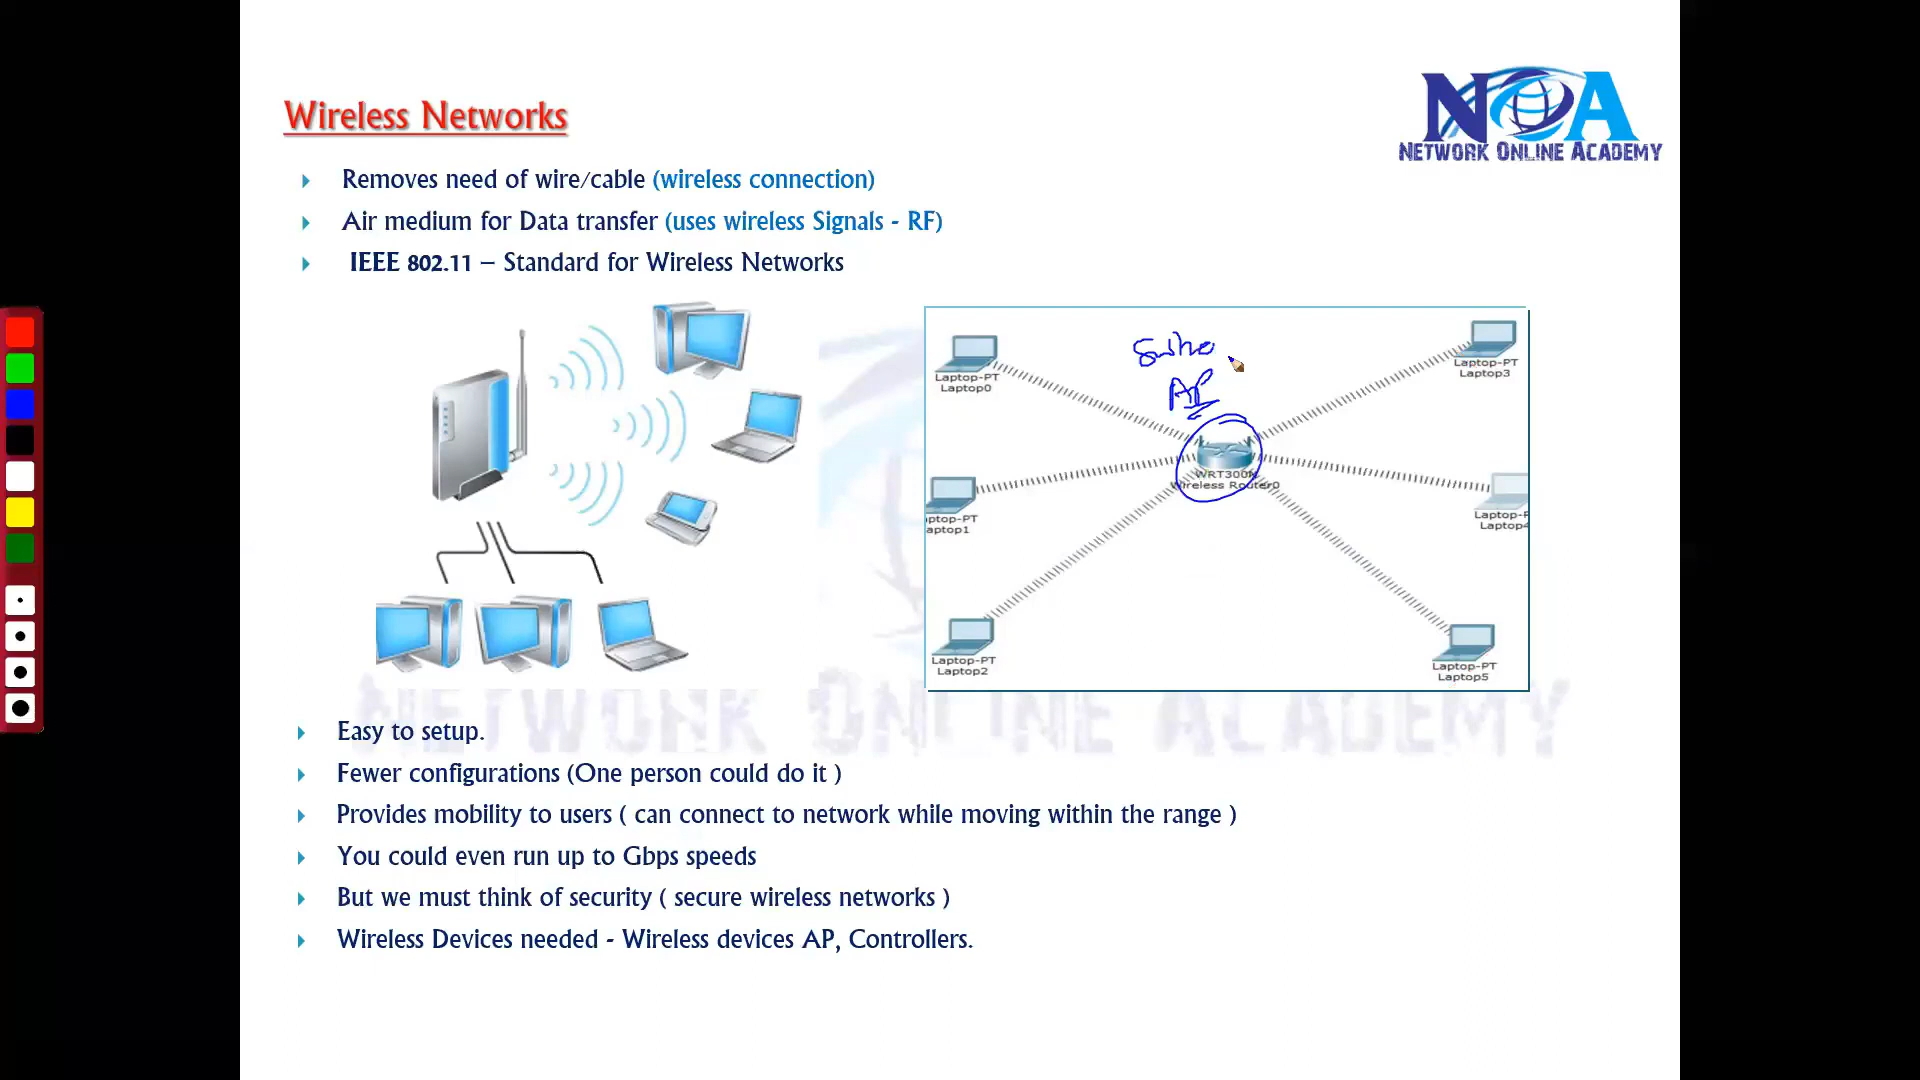 NOA
NETWORK ONLINE ACADEMY
Wireless Networks
Removes need of wire/cable (wireless connection)
Air medium for Data transfer (uses wireless Signals - RF)
IEEE 802.11 – Standard for Wireless Networks
Laptop-PT
Laptop0
AP
Laptop-PT
Laptop3
WRT300N
Wireless Router0
ptop-PT
aptop1
Laptop-P
Laptop4
Laptop-PT
Laptop2
Laptop-PT
Laptop5
NETWORK ONLINE ACADEMY
Easy to setup.
Fewer configurations (One person could do it )
Provides mobility to users ( can connect to network while moving within the range )
You could even run up to Gbps speeds
But we must think of security ( secure wireless networks )
Wireless Devices needed - Wireless devices AP, Controllers.